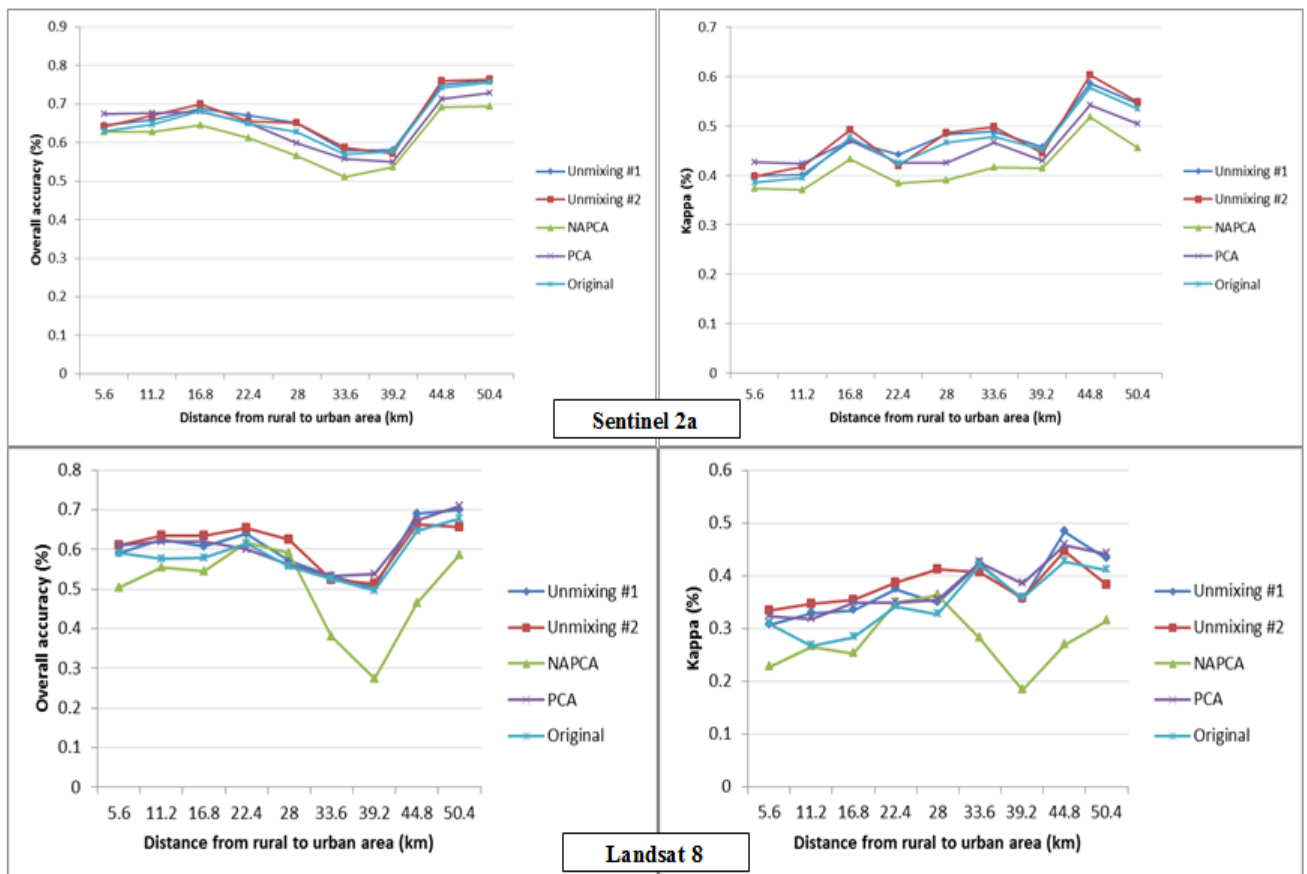 0.9
0.8
0.7
0.6
0.5
0.4
0.3
0.2
0.1
0
Overall accuracy (%)
5.6 11.2 16.8 22.4 28 33.6 39.2 44.8 50.4
Distance from rural to urban area (km)
Unmixing #1
Unmixing #2
NAPCA
PCA
Original
0.7
0.6
0.5
0.4
0.3
0.2
0.1
0
Kappa (%)
5.6 11.2 16.8 22.4 28 33.6 39.2 44.8 50.4
Distance from rural to urban area (km)
Unmixing #1
Unmixing #2
NAPCA
PCA
Original
Sentinel 2a
0.8
0.7
0.6
0.5
0.4
0.3
0.2
0.1
0
Overall accuracy (%)
5.6 11.2 16.8 22.4 28 33.6 39.2 44.8 50.4
Distance from rural to urban area (km)
Unmixing #1
Unmixing #2
NAPCA
PCA
Original
0.6
0.5
0.4
0.3
0.2
0.1
0
Kappa (%)
5.6 11.2 16.8 22.4 28 33.6 39.2 44.8 50.4
Distance from rural to urban area (km)
Unmixing #1
Unmixing #2
NAPCA
PCA
Original
Landsat 8